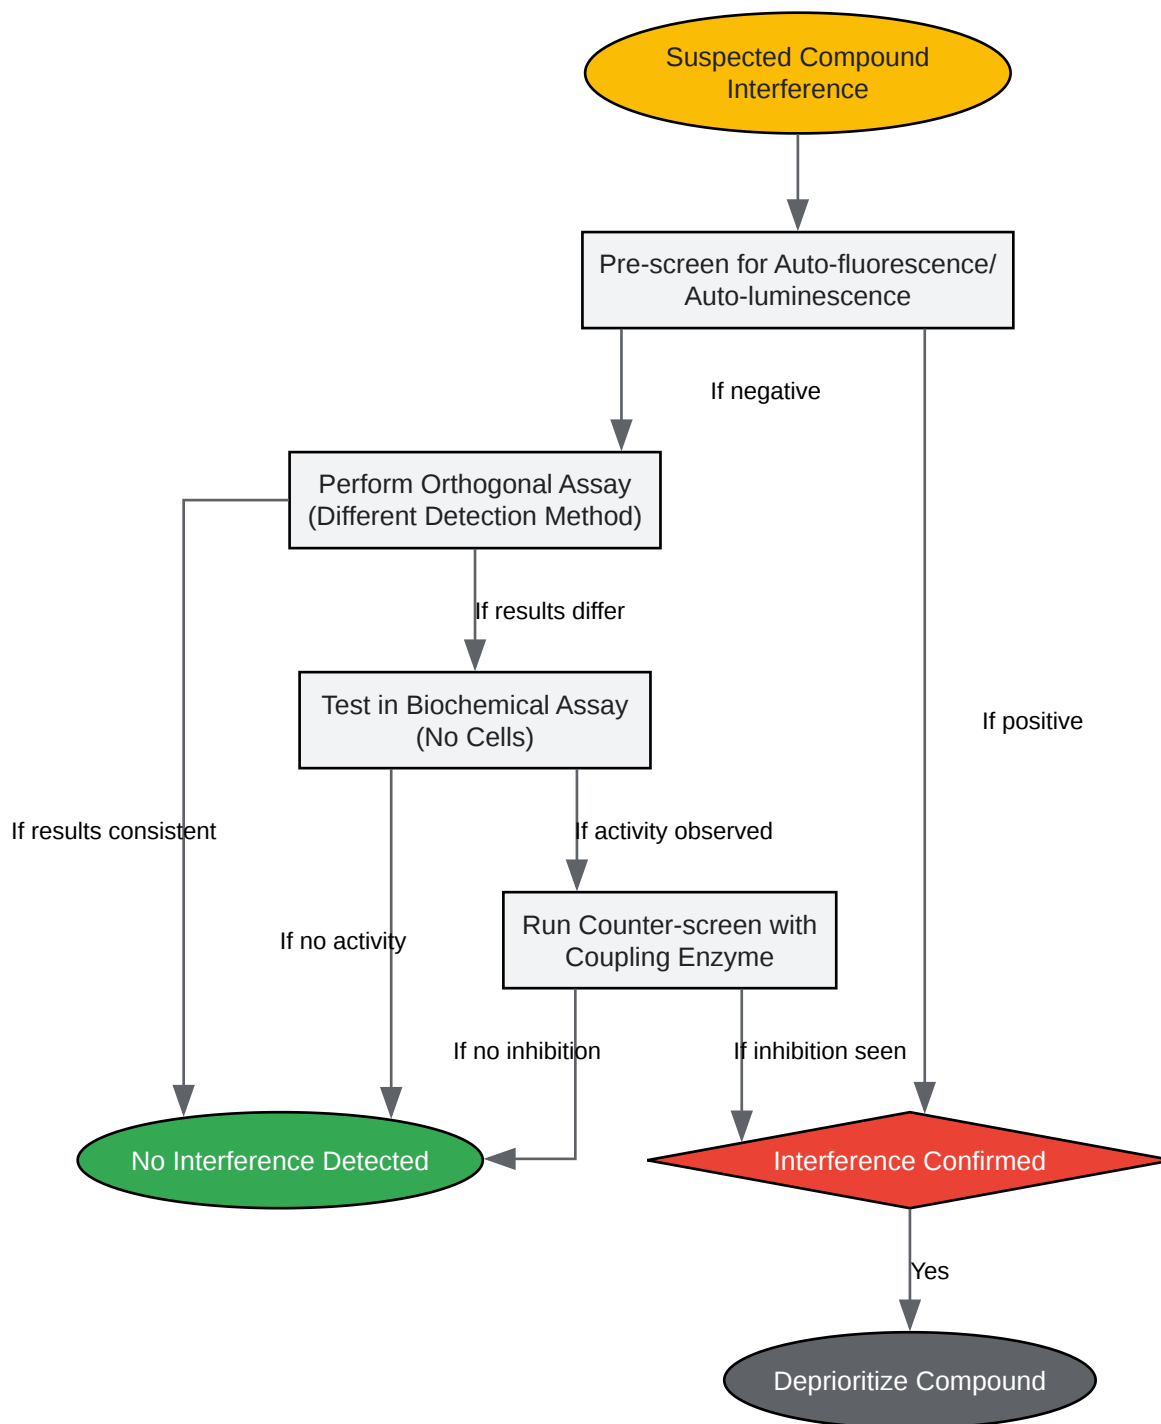 Suspected Compound
Interference
Pre-screen for Auto-fluorescence/
Auto-luminescence
If negative
Perform Orthogonal Assay
(Different Detection Method)
If results differ
Test in Biochemical Assay
(No Cells)
If positive
If results consistent
If activity observed
If no activity
Run Counter-screen with
Coupling Enzyme
If no inhibition
If inhibition seen
No Interference Detected
Interference Confirmed
Yes
Deprioritize Compound